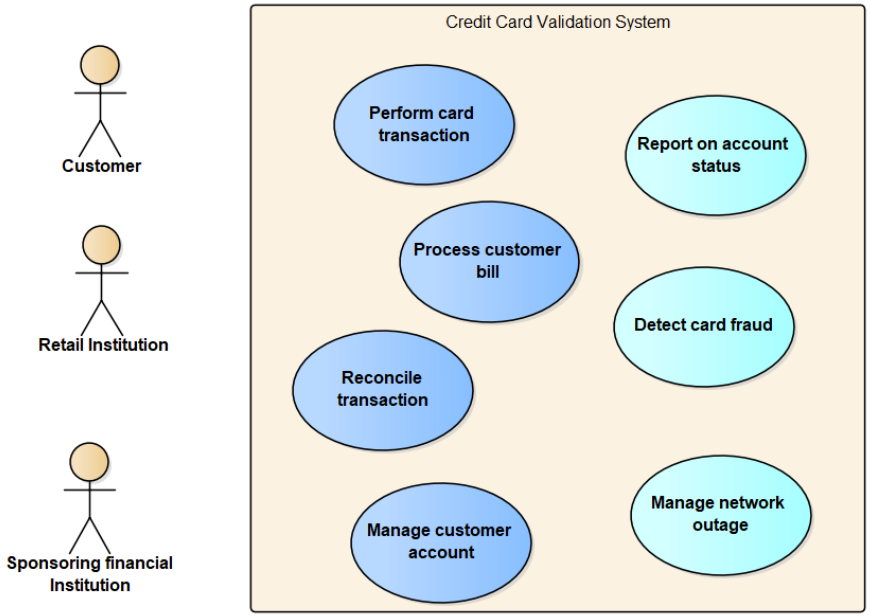 Credit Card Validation System
Customer
Retail Institution
Sponsoring financial
Institution
Perform card
transaction
Process customer
bill
Reconcile
transaction
Manage customer
account
Report on account
status
Detect card fraud
Manage network
outage